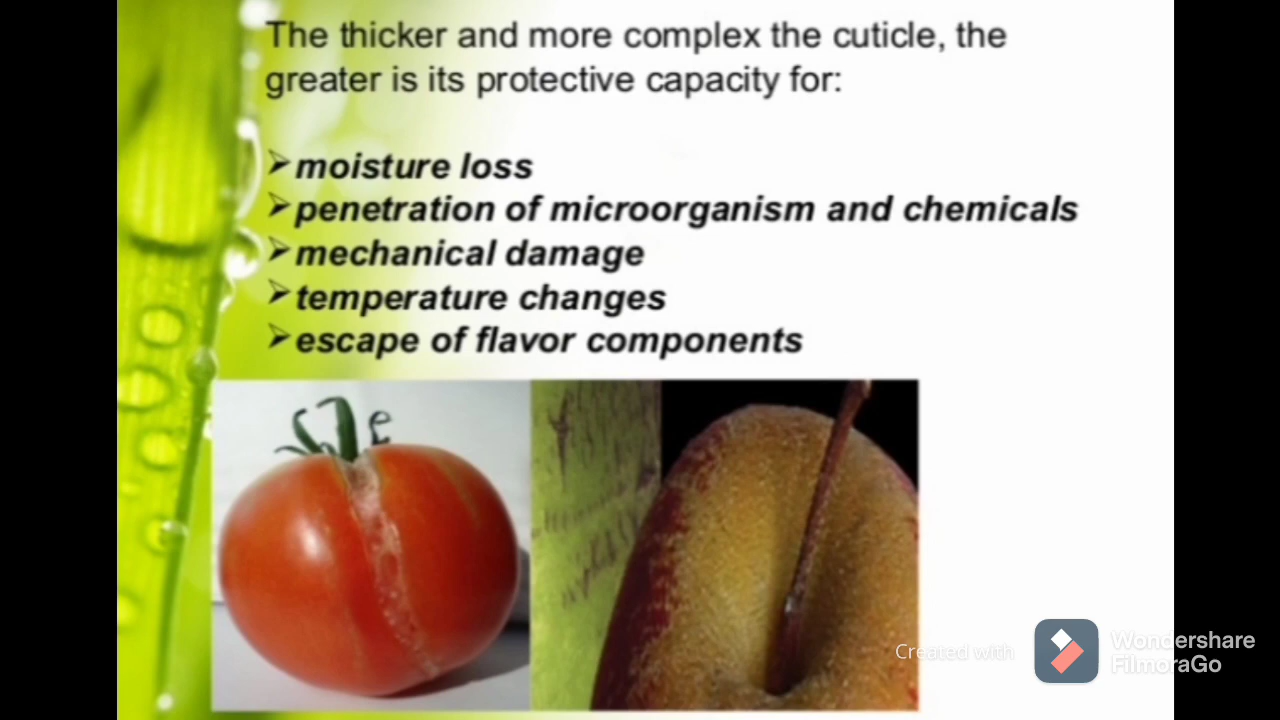 The thicker and more complex the cuticle, the
greater is its protective capacity for:
➢moisture loss
➢penetration of microorganism and chemicals
➢mechanical damage
➢temperature changes
➢escape of flavor components
Created with
Wondershare
FilmoraGo